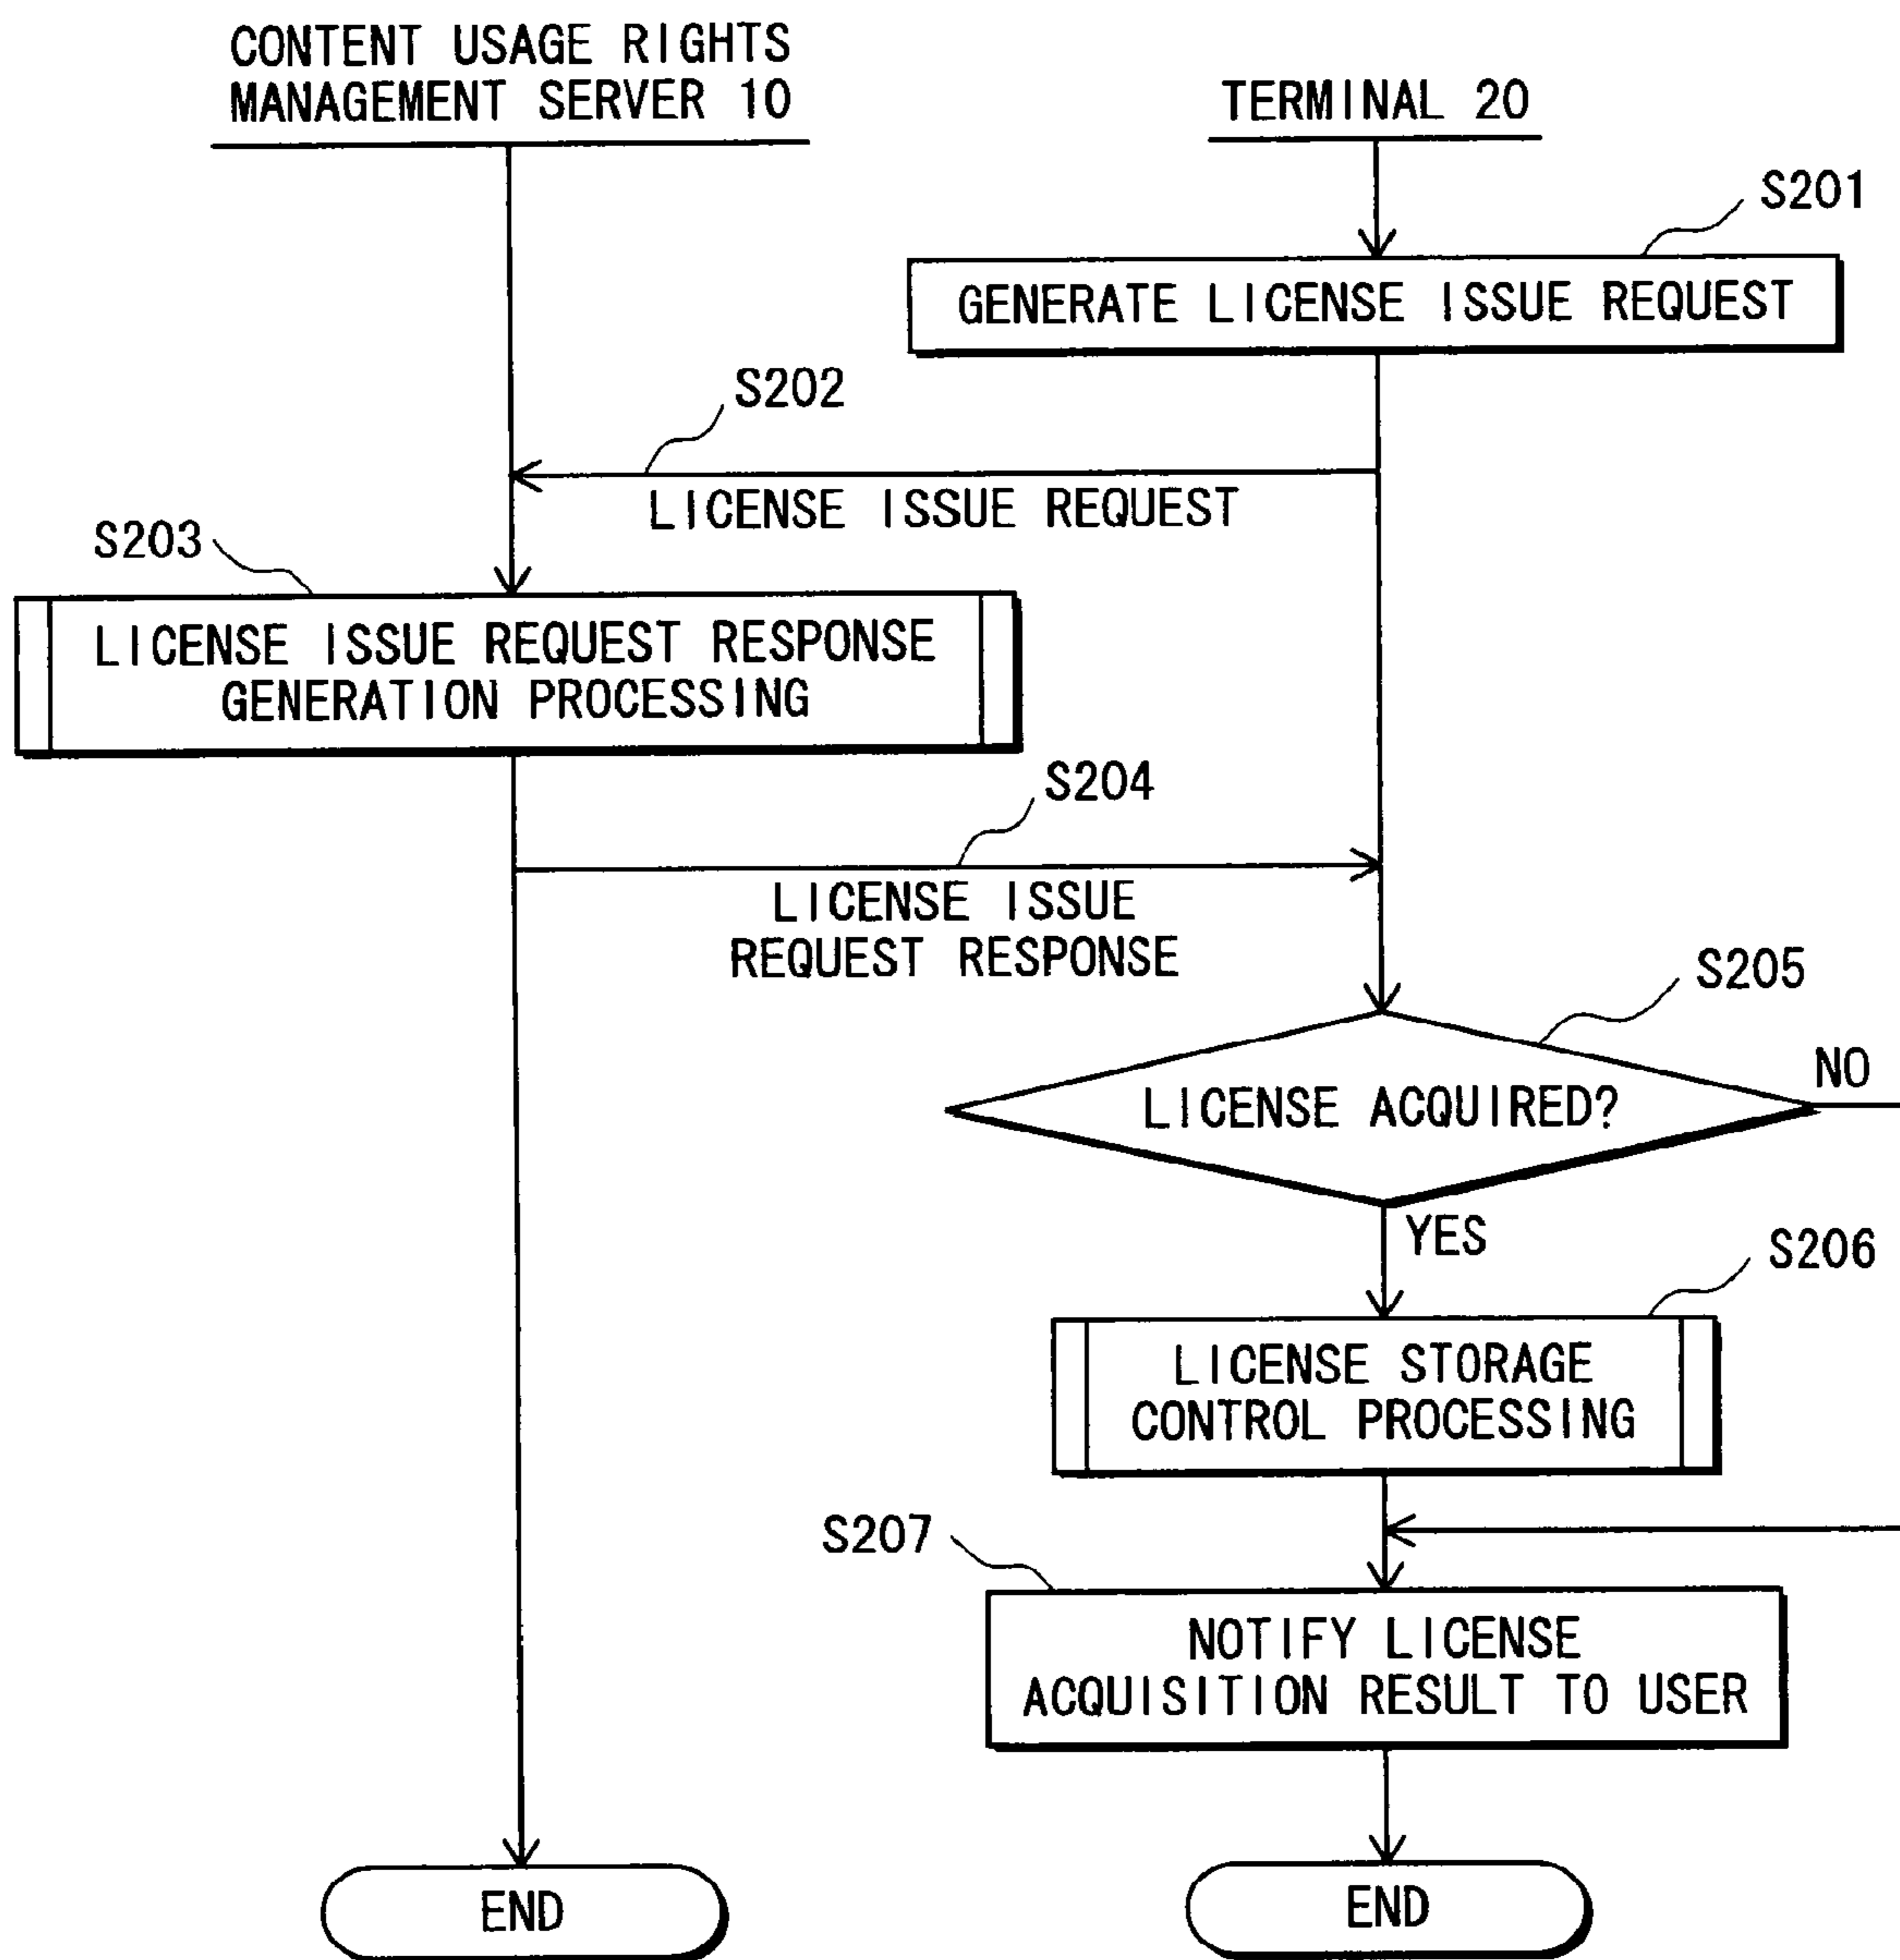 CONTENT USAGE RIGHTS
MANAGEMENT SERVER 10
TERMINAL 20
S201
GENERATE LICENSE ISSUE REQUEST
S202
LICENSE ISSUE REQUEST
S203
LICENSE ISSUE REQUEST RESPONSE
GENERATION PROCESSING
S204
LICENSE ISSUE
REQUEST RESPONSE
S205
LICENSE ACQUIRED?
NO
YES
S206
LICENSE STORAGE
CONTROL PROCESSING
S207
NOTIFY LICENSE
ACQUISITION RESULT TO USER
END
END